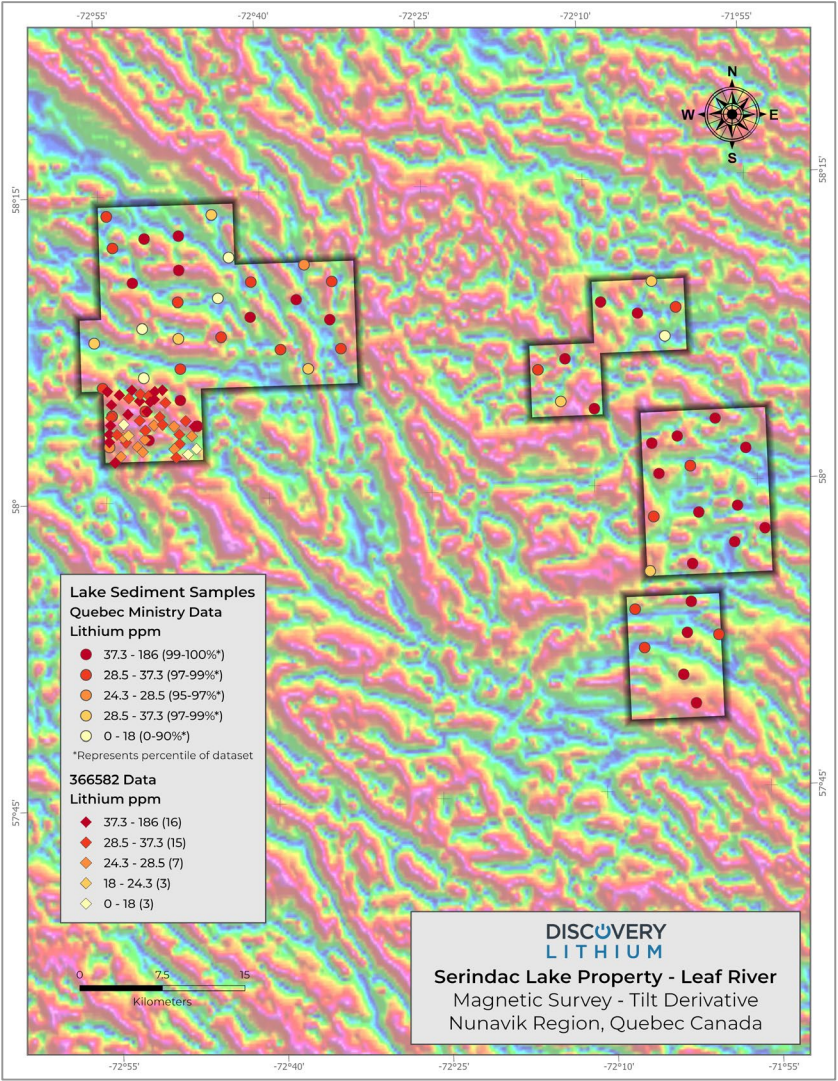 -72°55'
-72°40'
-72°25'
-72°10'
-71°55'
N
W
E
S
58°15'
58°15'
58°
58°
57°45'
57°45'
Lake Sediment Samples
Quebec Ministry Data
Lithium ppm
37.3 - 186 (99-100%*)
28.5 - 37.3 (97-99%*)
24.3 - 28.5 (95-97%*)
28.5 - 37.3 (97-99%*)
0 - 18 (0-90%*)
*Represents percentile of dataset
366582 Data
Lithium ppm
37.3 - 186 (16)
28.5 - 37.3 (15)
24.3 - 28.5 (7)
18 - 24.3 (3)
0 - 18 (3)
0
7.5
15
Kilometers
DISCOVERY
LITHIUM
Serindac Lake Property - Leaf River
Magnetic Survey - Tilt Derivative
Nunavik Region, Quebec Canada
-72°55'
-72°40'
-72°25'
-72°10'
-71°55'